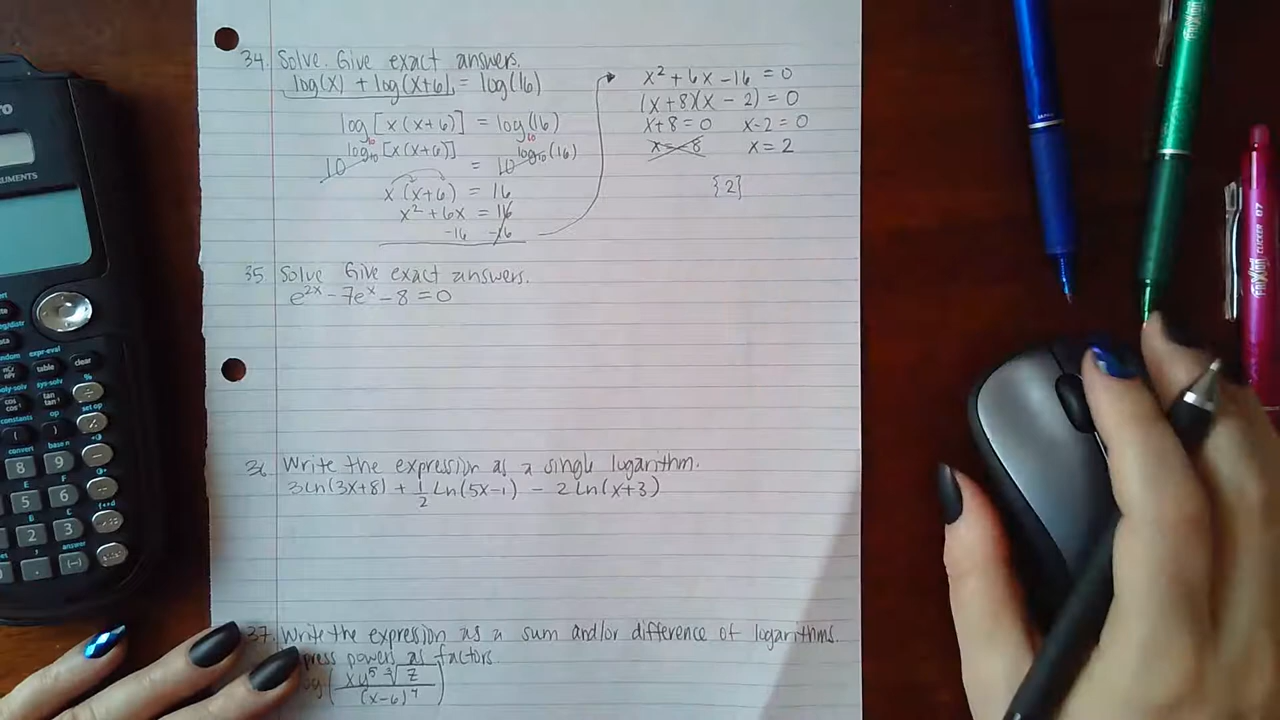 34. Solve. Give exact answers.
log(x) + log(x+6) = log(16)
log[x(x+6)] = log(16)
10^log₁₀[x(x+6)] = 10^log₁₀(16)
x(x+6) = 16
x² + 6x = 16
-16 -16
x² + 6x - 16 = 0
(x+8)(x - 2) = 0
x+8 = 0 x-2 = 0
x = -8 x = 2
{2}
35. Solve Give exact answers.
e^2x - 7e^x - 8 = 0
36. Write the expression as a single logarithm.
3ln(3x+8) + 1/2 ln(5x-1) - 2ln(x+3)
37. Write the expression as a sum and/or difference of logarithms.
press powers as factors
og(xy⁵ ³√z / (x-6)⁴)